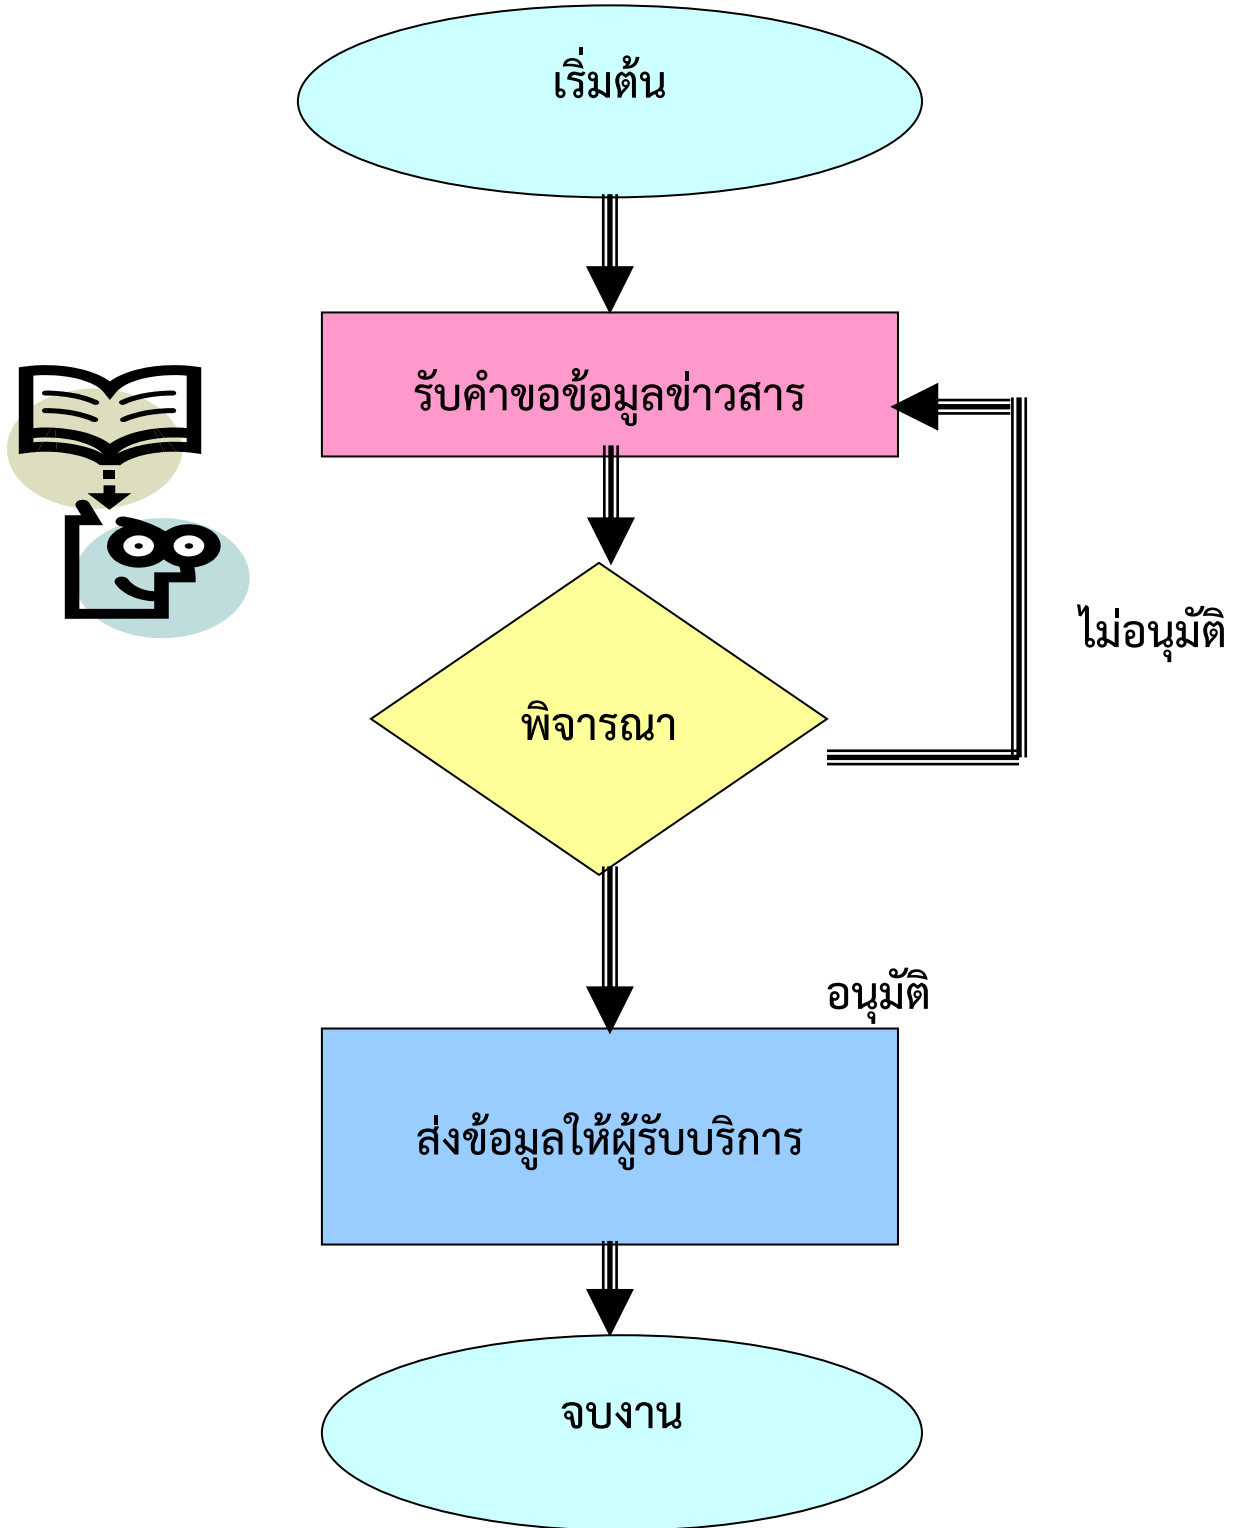 เริ่มต้น
รับคำขอข้อมูลข่าวสาร
ไม่อนุมัติ
พิจารณา
อนุมัติ
ส่งข้อมูลให้ผู้รับบริการ
จบงาน